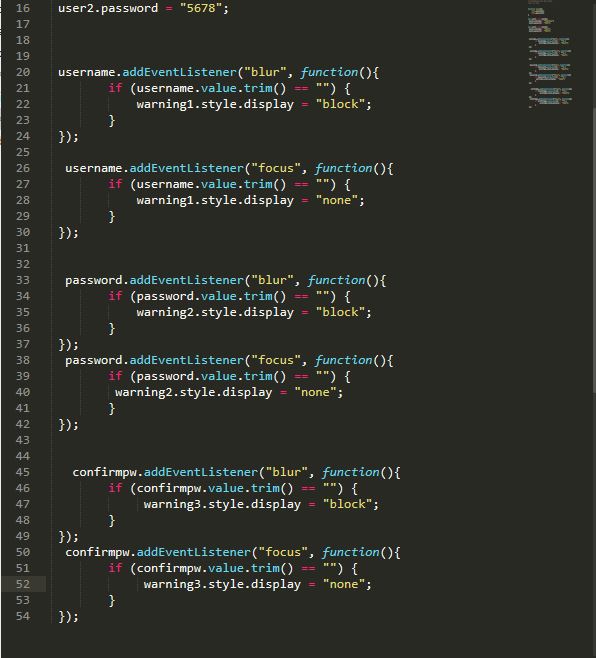 16 user2.password = "5678";
17
18
19
20 username.addEventListener("blur", function(){
21 if (username.value.trim() == "") {
22 warning1.style.display = "block";
23 }
24 });
25
26 username.addEventListener("focus", function(){
27 if (username.value.trim() == "") {
28 warning1.style.display = "none";
29 }
30 });
31
32
33 password.addEventListener("blur", function(){
34 if (password.value.trim() == "") {
35 warning2.style.display = "block";
36 }
37 });
38 password.addEventListener("focus", function(){
39 if (password.value.trim() == "") {
40 warning2.style.display = "none";
41 }
42 });
43
44
45 confirmpw.addEventListener("blur", function(){
46 if (confirmpw.value.trim() == "") {
47 warning3.style.display = "block";
48 }
49 });
50 confirmpw.addEventListener("focus", function(){
51 if (confirmpw.value.trim() == "") {
52 warning3.style.display = "none";
53 }
54 });